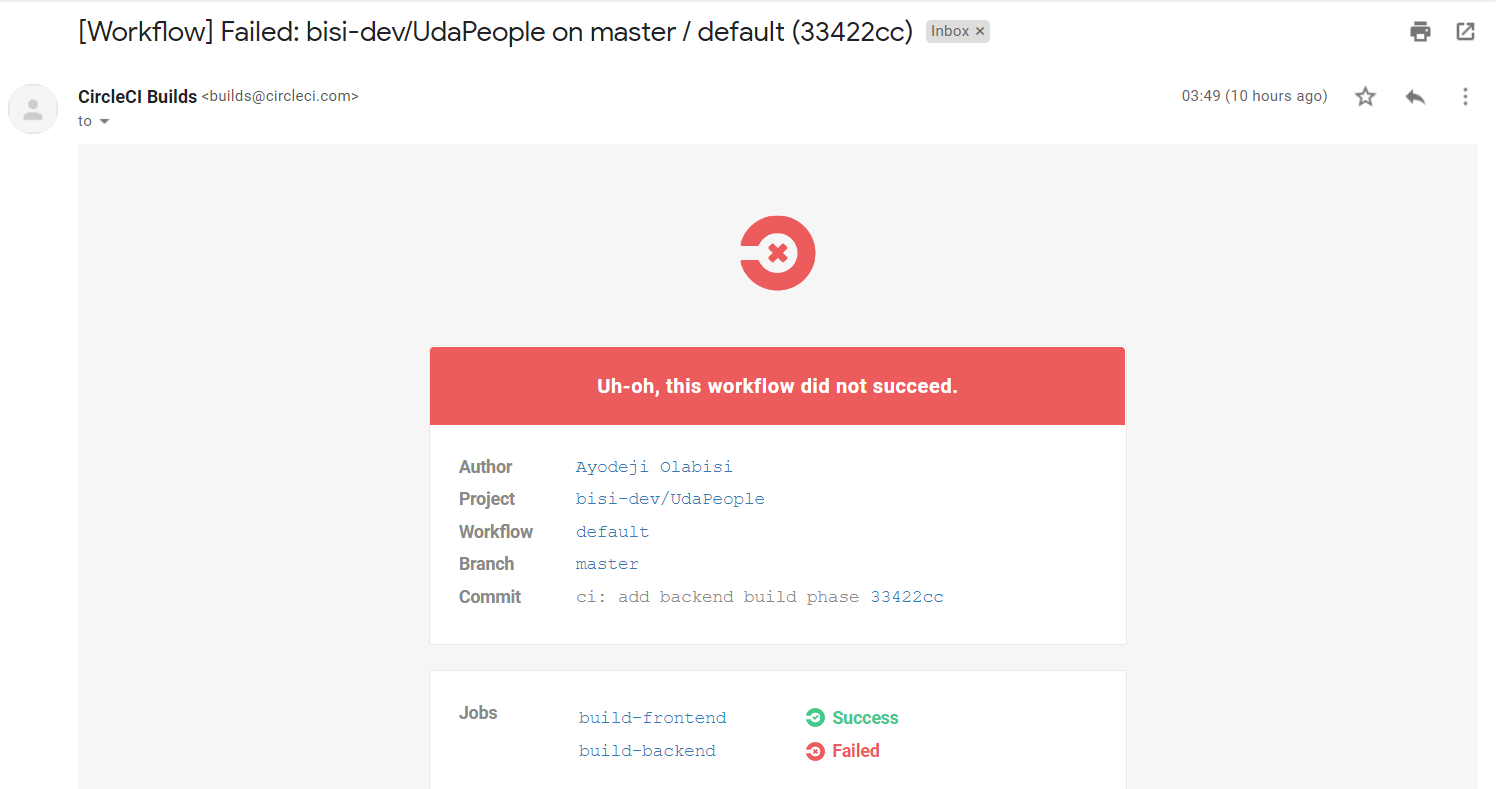 [Workflow] Failed: bisi-dev/UdaPeople on master / default (33422cc) Inbox ×
CircleCI Builds <builds@circleci.com> 03:49 (10 hours ago)
to
Uh-oh, this workflow did not succeed.
Author Ayodeji Olabisi
Project bisi-dev/UdaPeople
Workflow default
Branch master
Commit ci: add backend build phase 33422cc
Jobs build-frontend Success
build-backend Failed